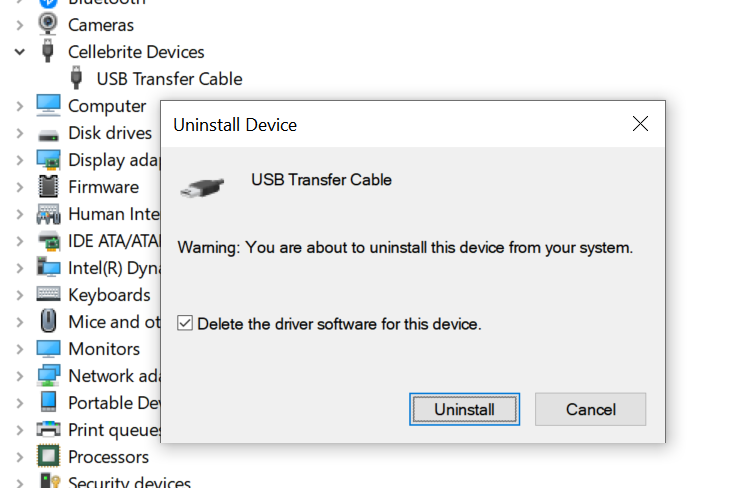 Bluetooth
Cameras
Cellebrite Devices
USB Transfer Cable
Computer
Disk drives
Display adap
Firmware
Human Inte
IDE ATA/ATAI
Intel(R) Dyna
Keyboards
Mice and ot
Monitors
Network ada
Portable Dev
Print queues
Processors
Security devices
Uninstall Device
USB Transfer Cable
Warning: You are about to uninstall this device from your system.
Delete the driver software for this device.
Uninstall
Cancel